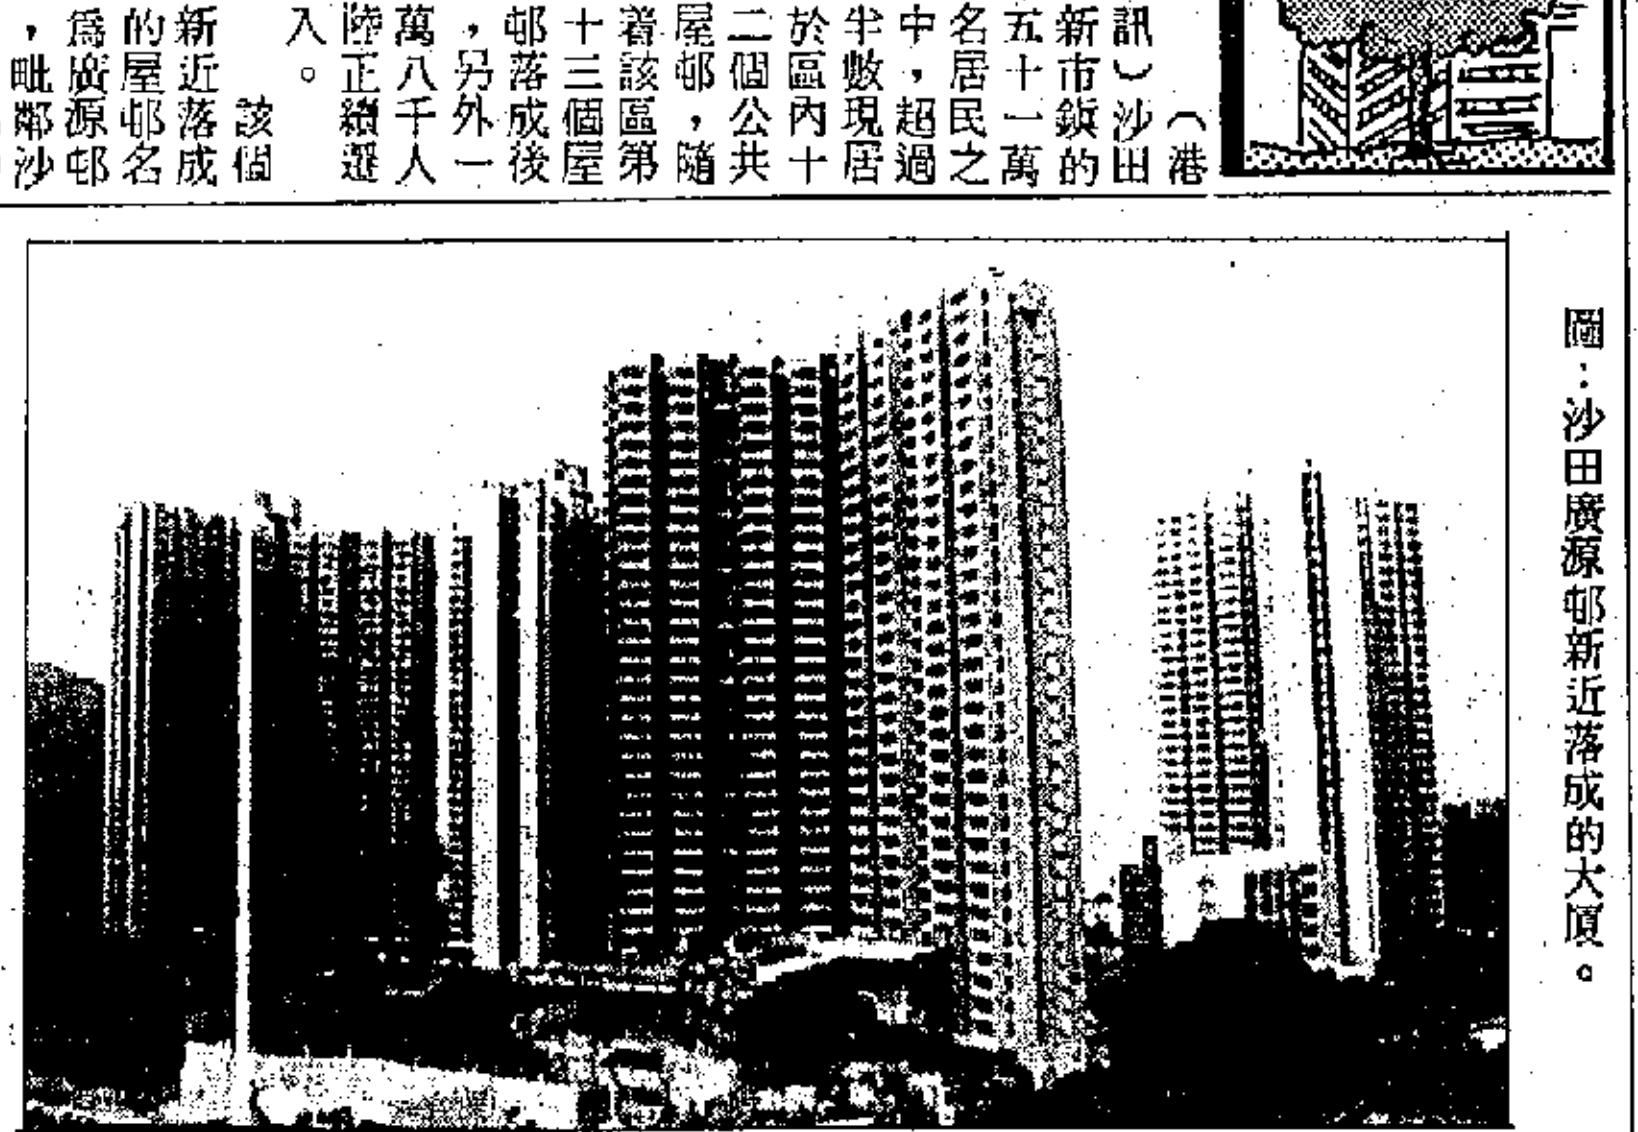 （港
訊）沙田
新市鎮的
五十一萬
名居民之
中，超過
半數現居
於區內十
二個公共
屋邨，隨
着該區第
十三個屋
邨落成後
，另外一
萬八千人
陸正續遷
入。
該個
新近落成
的屋邨名
爲廣源邨
，毗鄰沙
圖：沙田廣源邨新近落成的大廈。